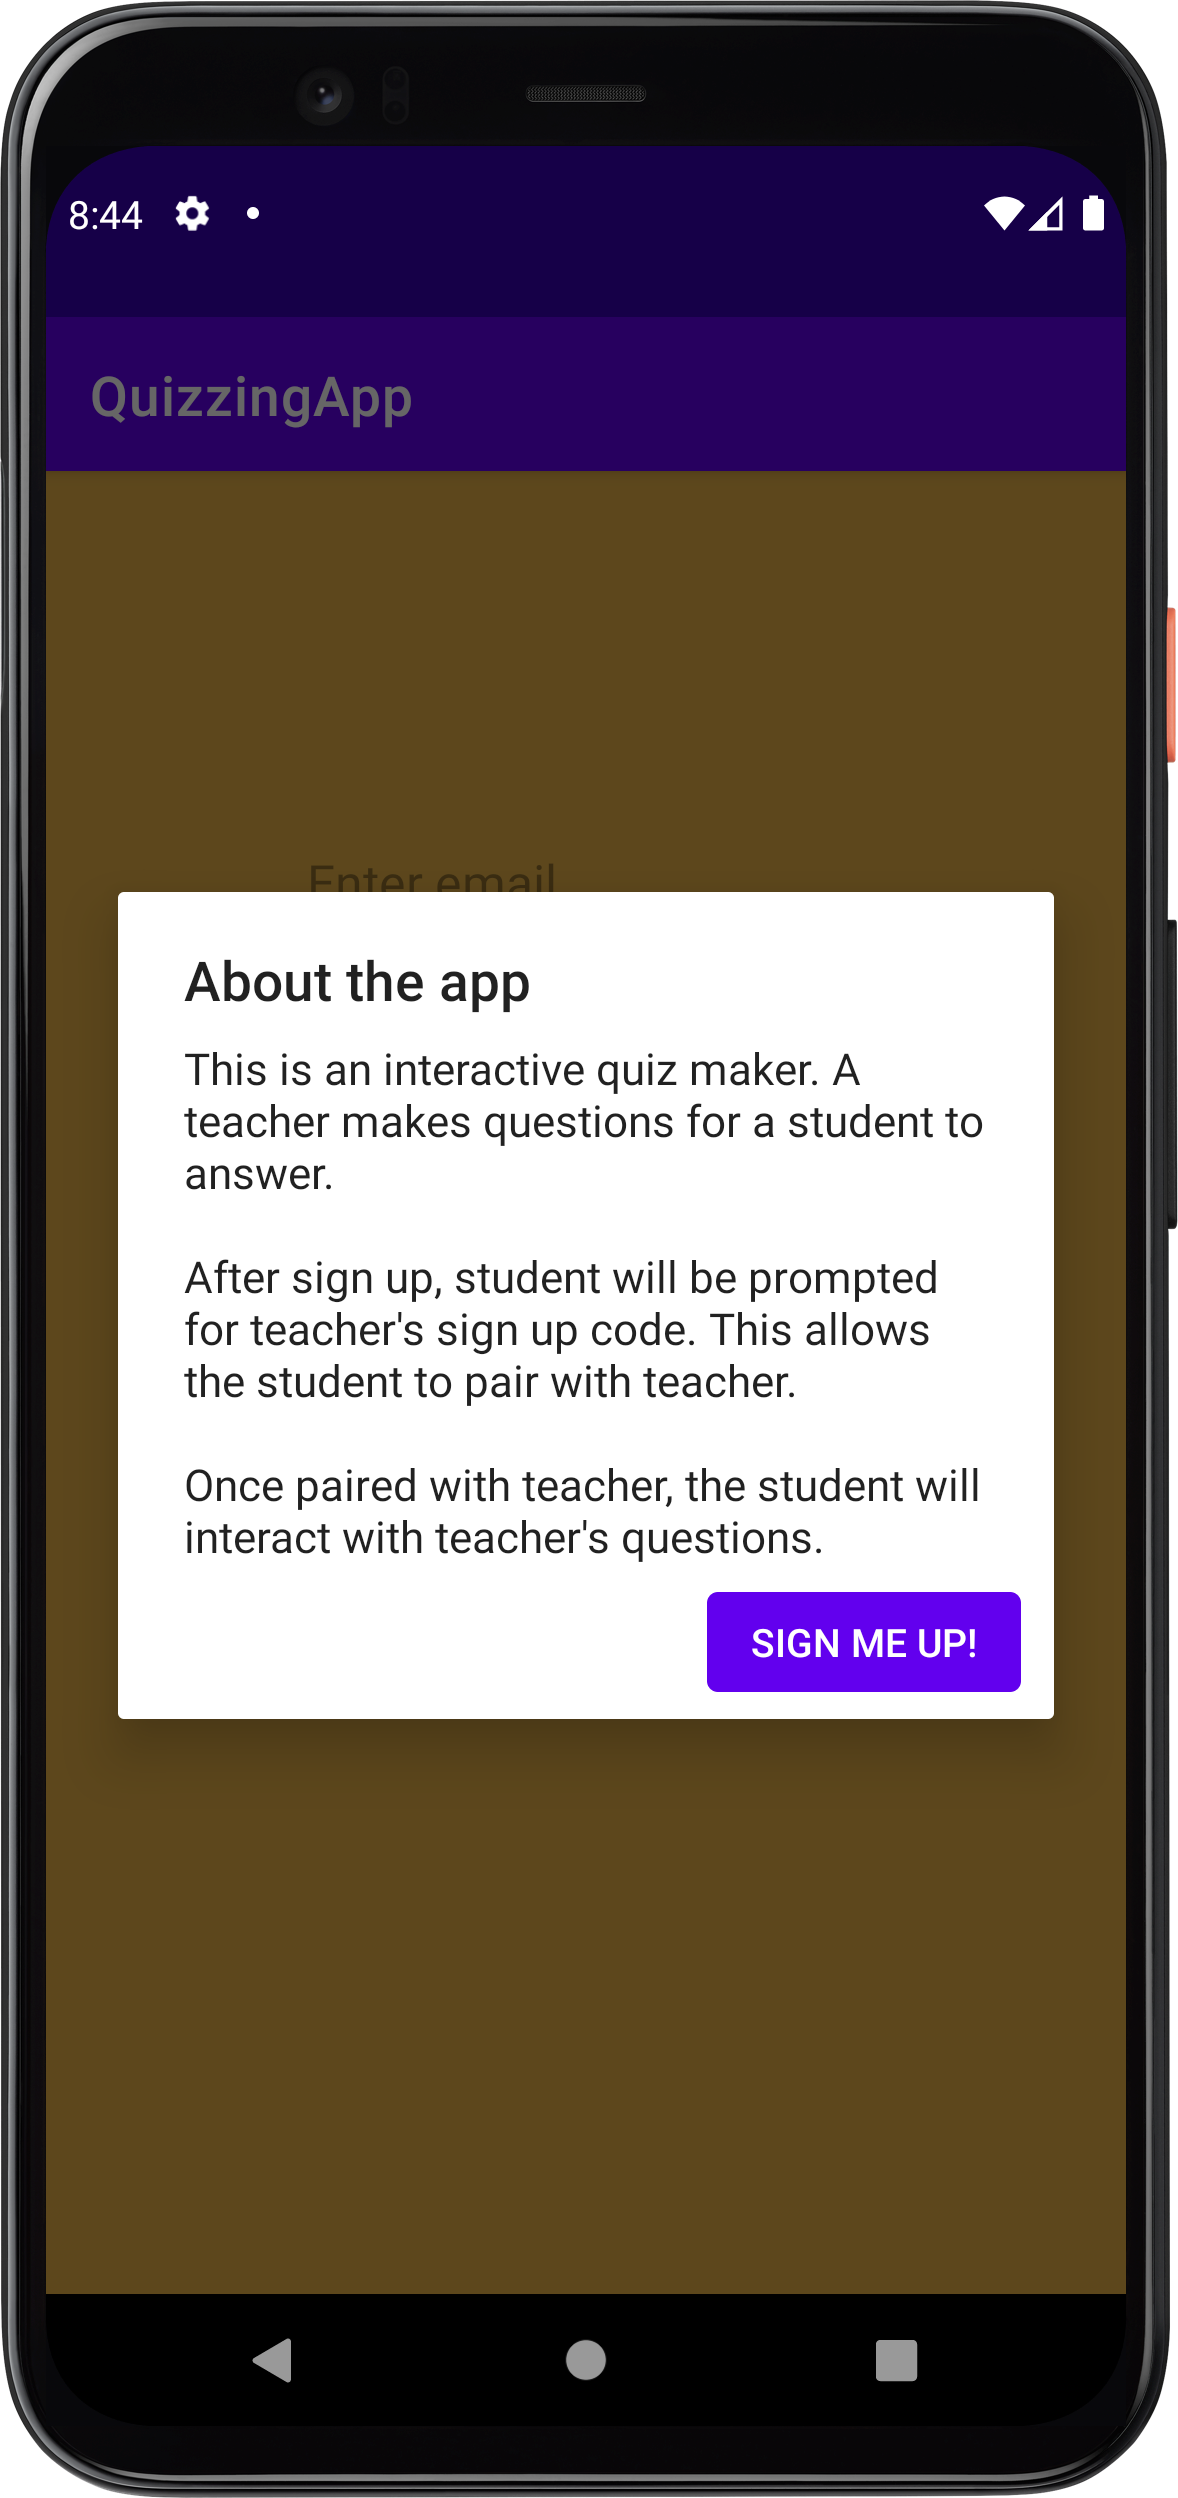 8:44
QuizzingApp
Enter email
About the app
This is an interactive quiz maker. A
teacher makes questions for a student to
answer.
After sign up, student will be prompted
for teacher's sign up code. This allows
the student to pair with teacher.
Once paired with teacher, the student will
interact with teacher's questions.
SIGN ME UP!